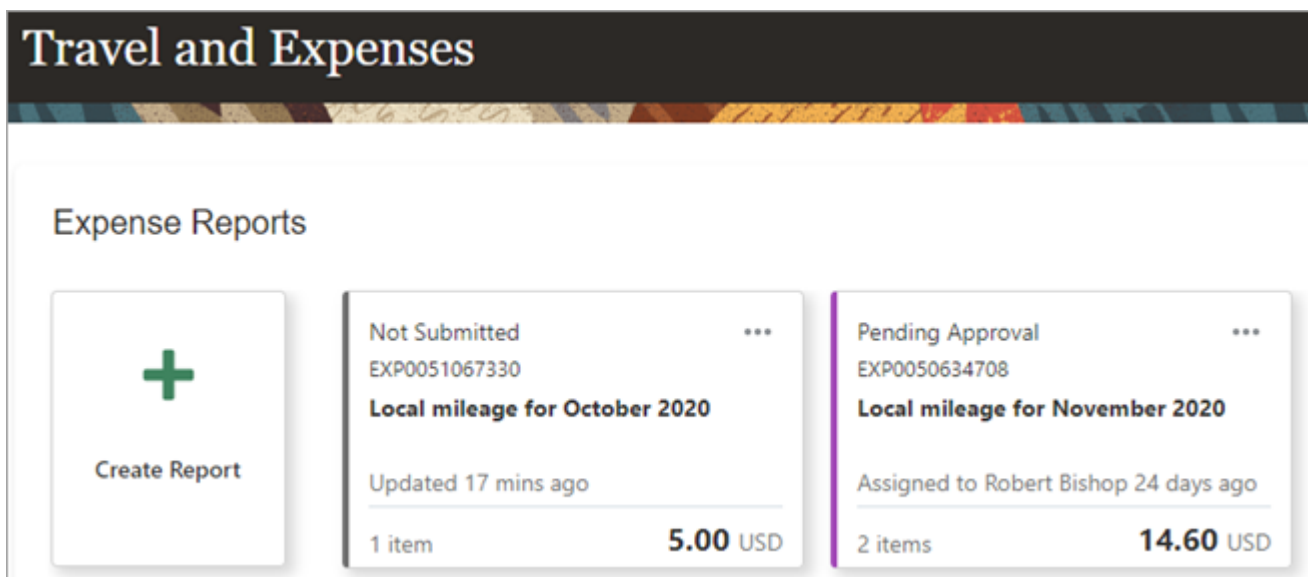 Travel and Expenses
Expense Reports
Create Report
Not Submitted
EXP0051067330
Local mileage for October 2020
Updated 17 mins ago
1 item 5.00 USD
Pending Approval
EXP0050634708
Local mileage for November 2020
Assigned to Robert Bishop 24 days ago
2 items 14.60 USD